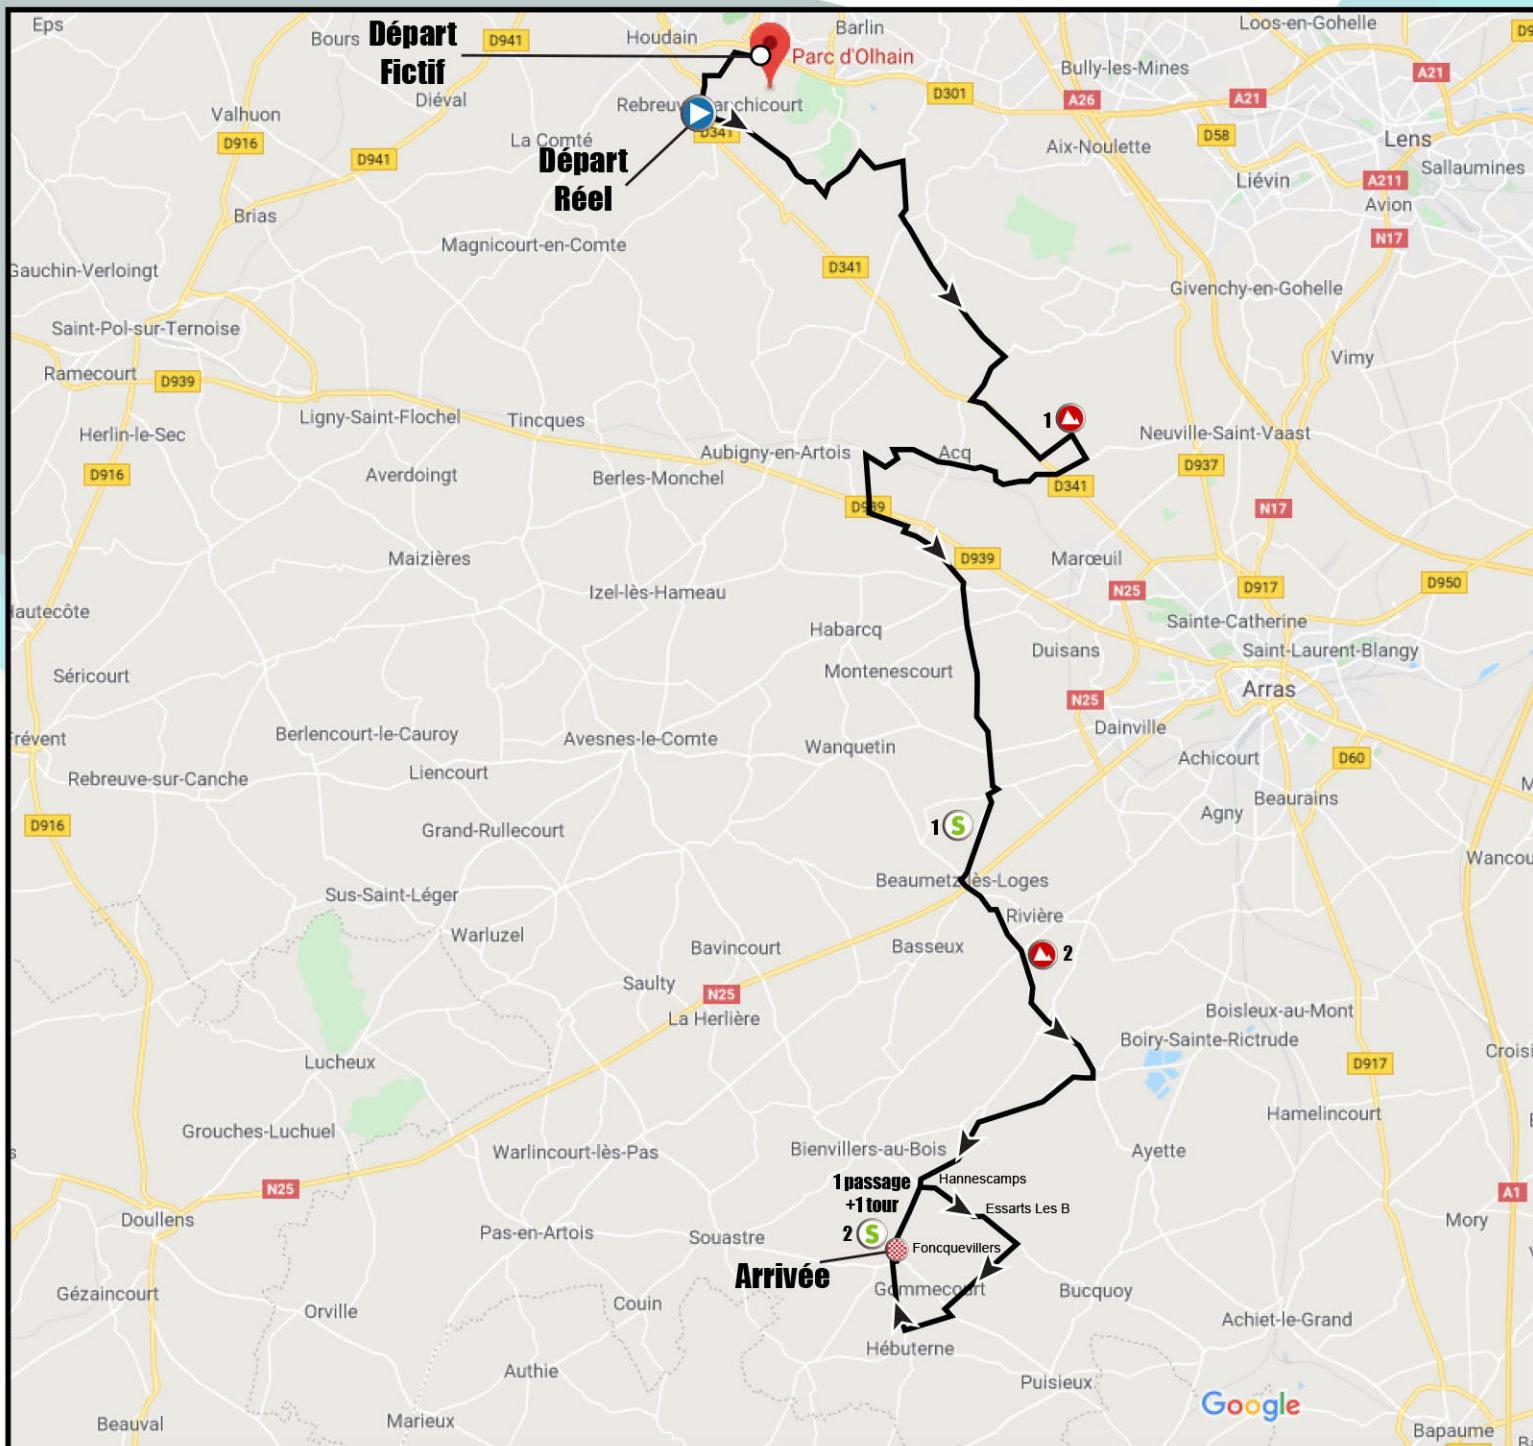 Eps
Bours
Départ
Fictif
D941
Houdain
Barlin
Loos-en-Gohelle
Parc d'Olhain
Bully-les-Mines
A21
Diéval
D301
A26
A21
Valhuon
Rebreuve-Ranchicourt
D916
La Comté
D341
D58
Lens
D941
Départ
Réel
Aix-Noulette
Sallaumines
Liévin
A211
Avion
Brias
Magnicourt-en-Comte
N17
Gauchin-Verloingt
D341
Givenchy-en-Gohelle
Saint-Pol-sur-Ternoise
Vimy
Ramecourt
D939
Ligny-Saint-Flochel
Tincques
1
Herlin-le-Sec
Aubigny-en-Artois
Acq
Neuville-Saint-Vaast
D916
Averdoingt
Berles-Monchel
D937
D341
D939
N17
Maizières
D939
Marœuil
Izel-lès-Hameau
N25
D917
D950
Hautecôte
Habarcq
Sainte-Catherine
Duisans
Saint-Laurent-Blangy
Séricourt
Montenescourt
N25
Arras
Frévent
Berlencourt-le-Cauroy
Avesnes-le-Comte
Wanquetin
Dainville
Rebreuve-sur-Canche
Liencourt
Achicourt
D60
Beaurains
D916
Grand-Rullecourt
1 S
Agny
Wancou
Beaumetz-lès-Loges
Sus-Saint-Léger
Rivière
Warluzel
Bavincourt
Basseux
2
Saulty
N25
La Herlière
Boisleux-au-Mont
Boiry-Sainte-Rictrude
Croisi
Lucheux
D917
Hamelincourt
Grouches-Luchuel
Warlincourt-lès-Pas
Bienvillers-au-Bois
Ayette
1 passage
+1 tour
Hannescamps
N25
A1
Doullens
Essarts Les B
Mory
Pas-en-Artois
Souastre
2 S
Foncquevillers
Arrivée
Gézaincourt
Gommecourt
Bucquoy
Orville
Couin
Achiet-le-Grand
Hébuterne
Authie
Puisieux
Google
Beauval
Marieux
Bapaume